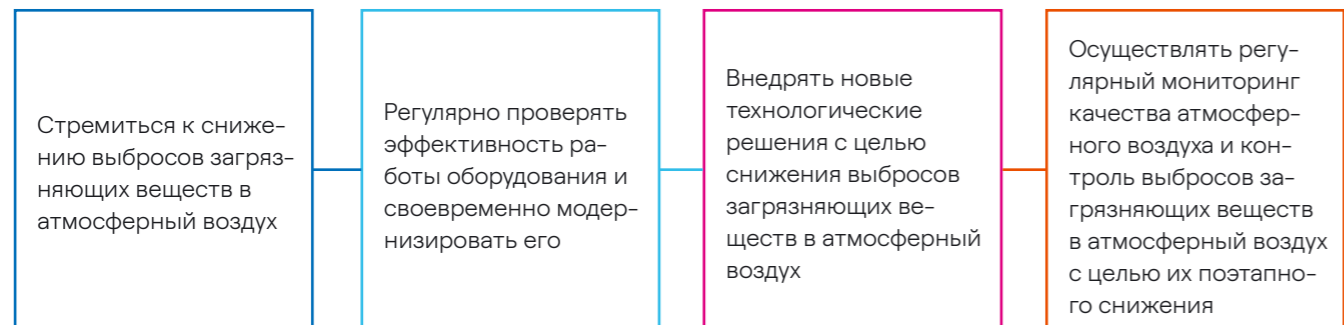 Стремиться к сниже-
нию выбросов загряз-
няющих веществ в
атмосферный воздух
Регулярно проверять
эффективность ра-
боты оборудования и
своевременно модер-
низировать его
Внедрять новые
технологические
решения с целью
снижения выбросов
загрязняющих ве-
ществ в атмосферный
воздух
Осуществлять регу-
лярный мониторинг
качества атмосфер-
ного воздуха и кон-
троль выбросов за-
грязняющих веществ
в атмосферный воздух
с целью их поэтапно-
го снижения